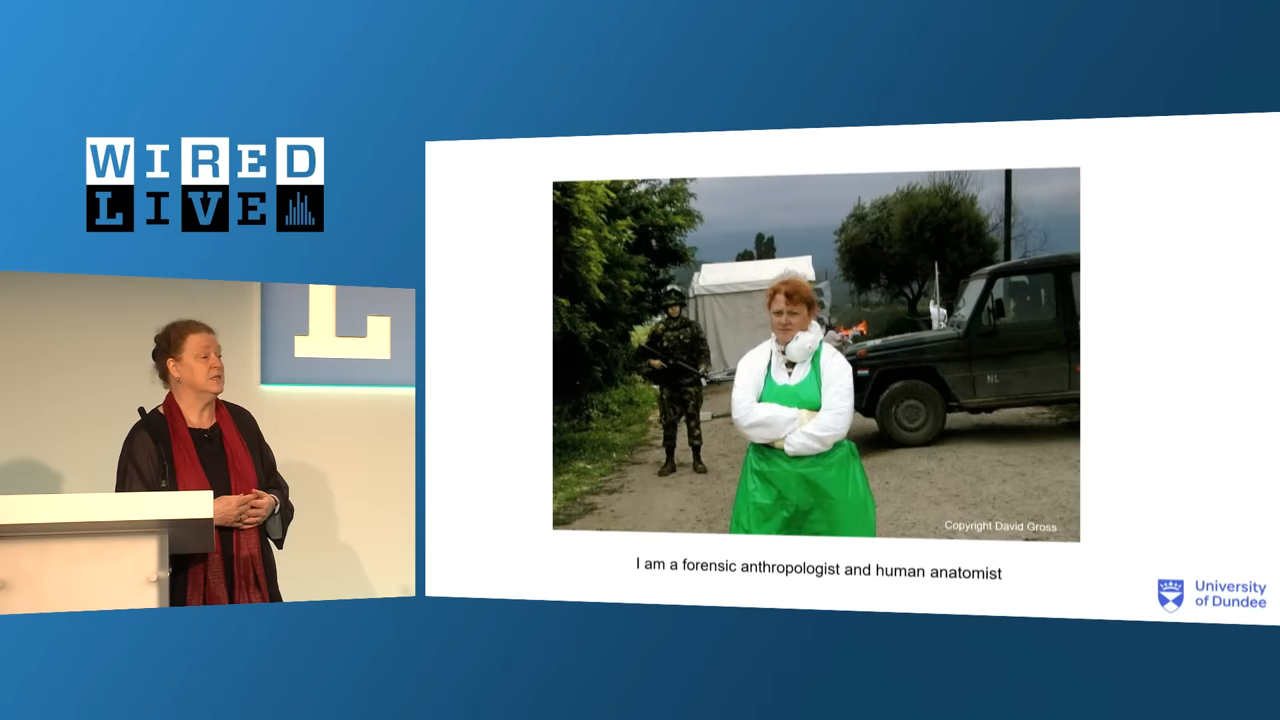 WIRED
LIVE
L
NL
Copyright David Gross
I am a forensic anthropologist and human anatomist
University
of Dundee